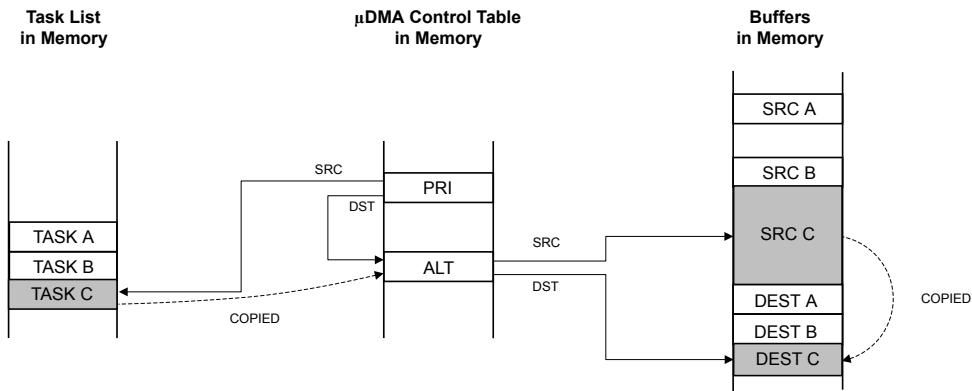 Task List
in Memory
µDMA Control Table
in Memory
Buffers
in Memory
SRC A
SRC B
SRC
PRI
DST
TASK A
TASK B
TASK C
ALT
SRC
DST
COPIED
SRC C
DEST A
COPIED
DEST B
DEST C